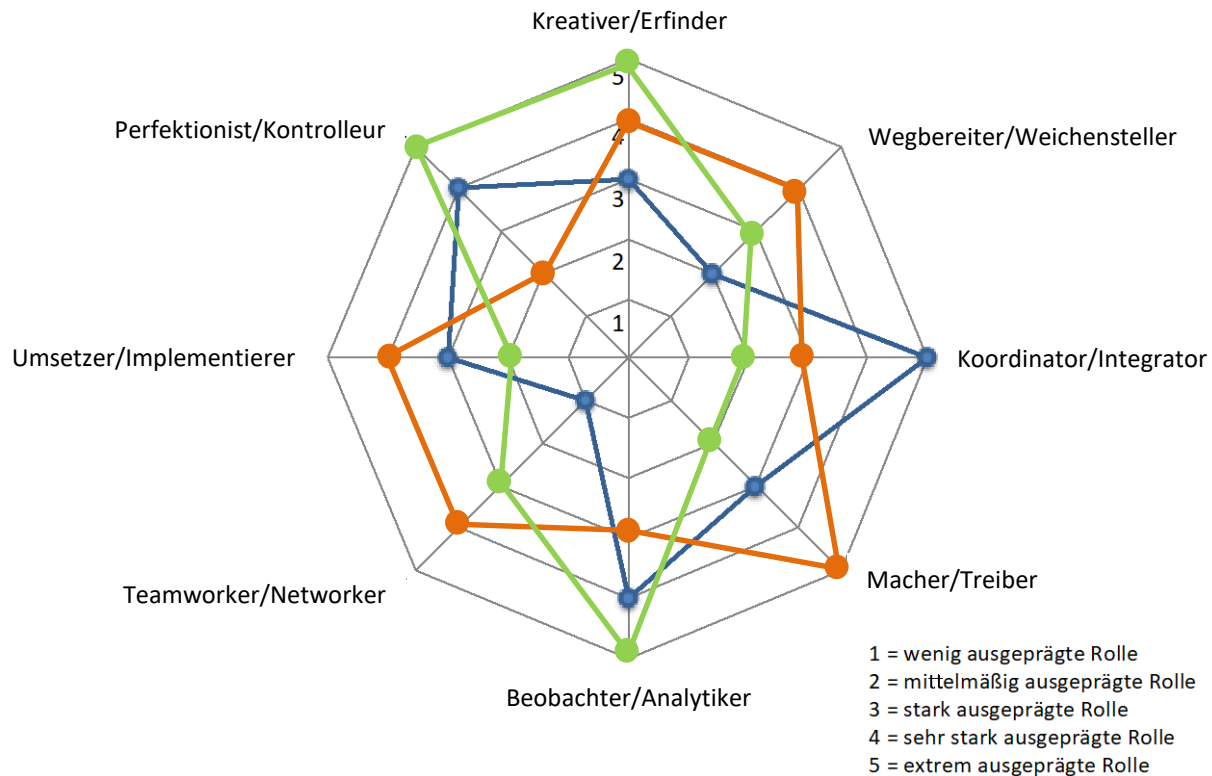 Kreativer/Erfinder
5
Perfektionist/Kontrolleur
Wegbereiter/Weichensteller
4
3
2
1
Umsetzer/Implementierer
Koordinator/Integrator
Teamworker/Networker
Macher/Treiber
Beobachter/Analytiker
1 = wenig ausgeprägte Rolle
2 = mittelmäßig ausgeprägte Rolle
3 = stark ausgeprägte Rolle
4 = sehr stark ausgeprägte Rolle
5 = extrem ausgeprägte Rolle